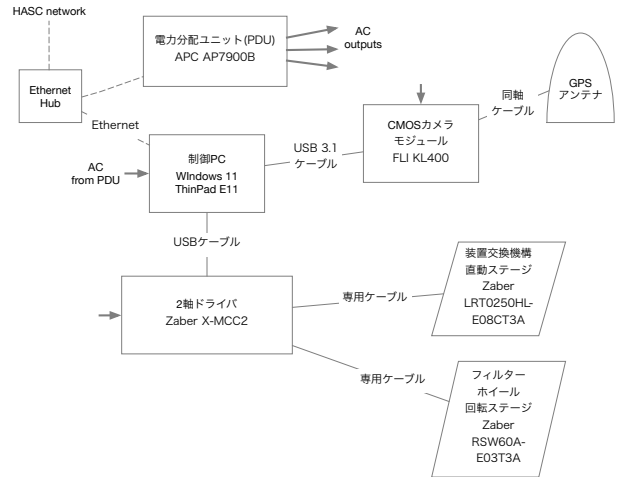 HASC network
電力分配ユニット(PDU)
APC AP7900B
AC
outputs
Ethernet
Hub
GPS
アンテナ
同軸
ケーブル
Ethernet
CMOSカメラ
モジュール
FLI KL400
USB 3.1
ケーブル
制御PC
WIndows 11
ThinPad E11
AC
from PDU
USBケーブル
装置交換機構
直動ステージ
Zaber
LRT0250HL-
E08CT3A
専用ケーブル
2軸ドライバ
Zaber X-MCC2
専用ケーブル
フィルター
ホイール
回転ステージ
Zaber
RSW60A-
E03T3A